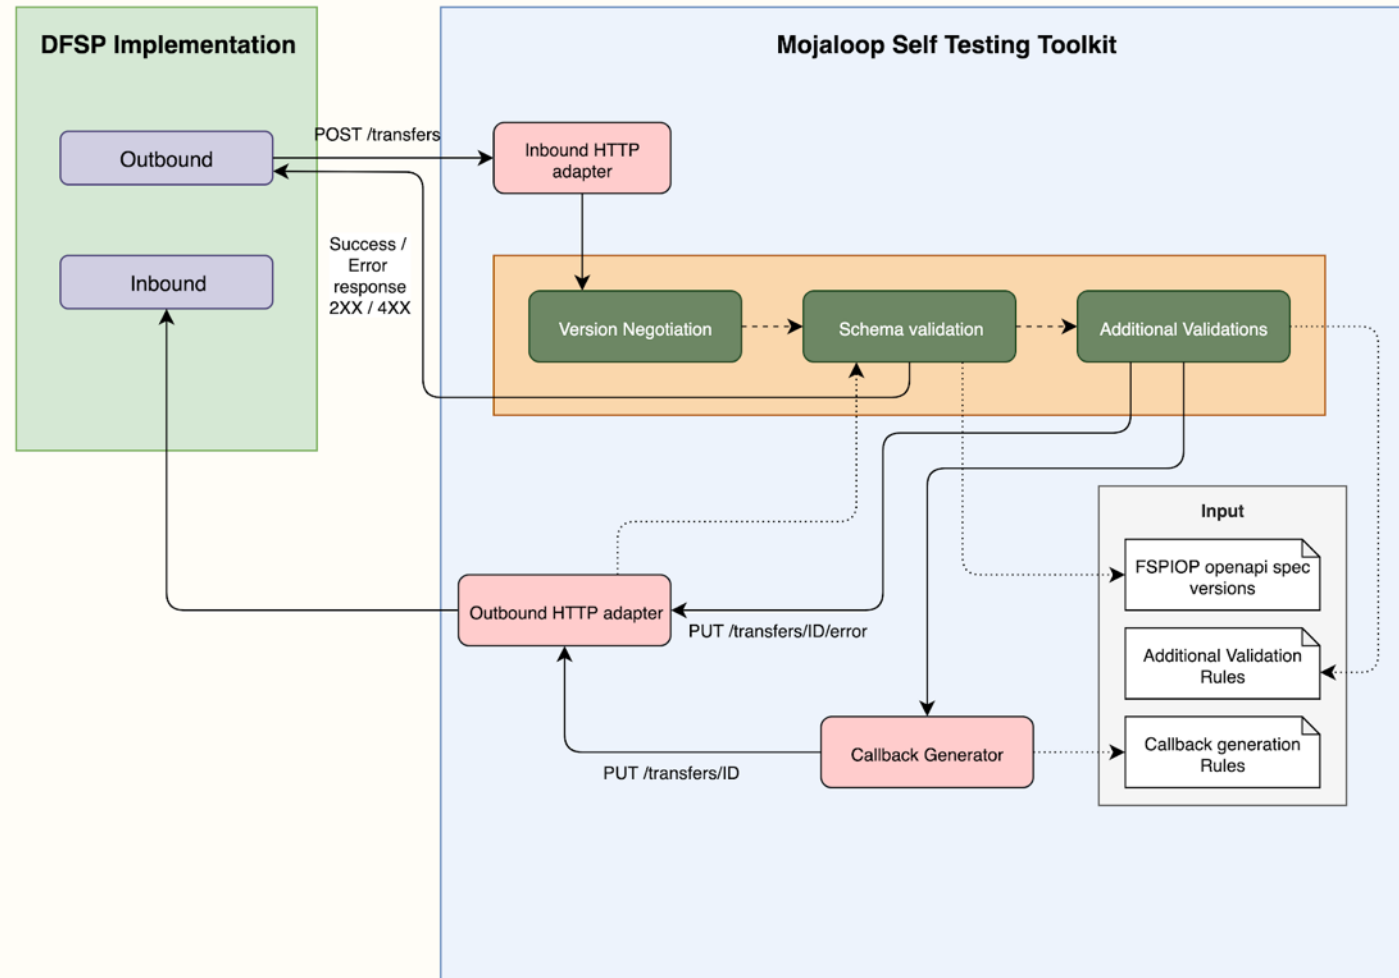 DFSP Implementation
Mojaloop Self Testing Toolkit
POST /transfers
Outbound
Inbound HTTP
adapter
Success /
Error
response
2XX / 4XX
Inbound
Version Negotiation
Schema validation
Additional Validations
Input
FSPIOP openapi spec
versions
Outbound HTTP adapter
PUT /transfers/ID/error
Additional Validation
Rules
Callback Generator
Callback generation
Rules
PUT /transfers/ID